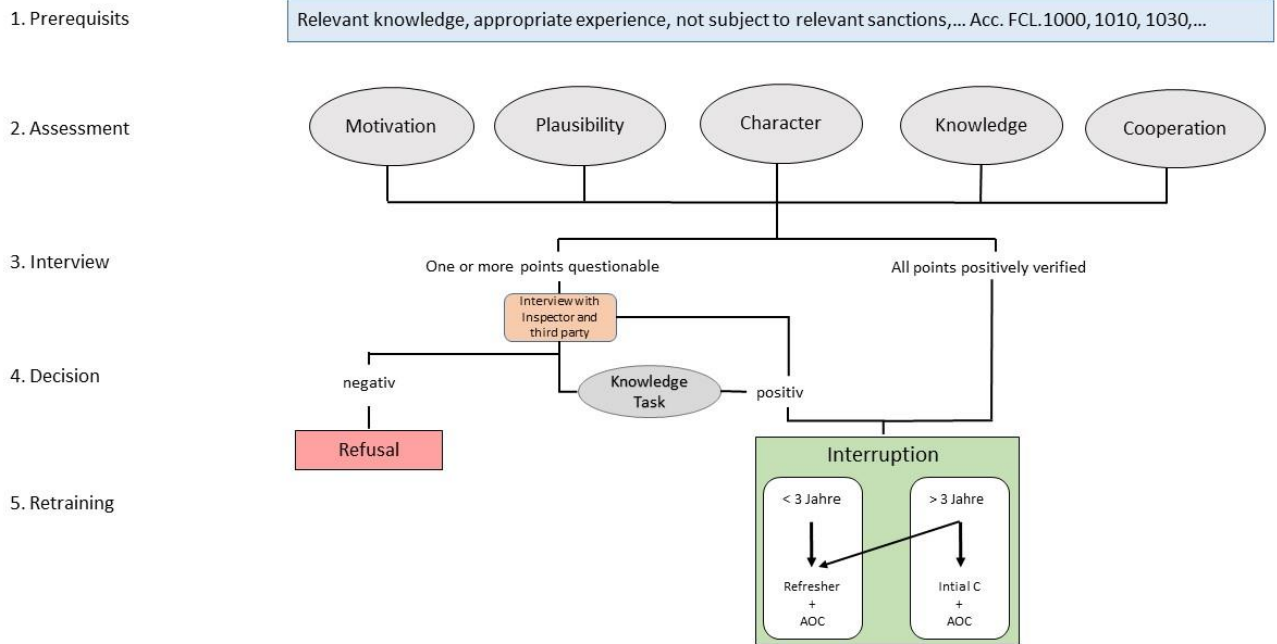 1. Prerequisits
Relevant knowledge, appropriate experience, not subject to relevant sanctions,... Acc. FCL.1000, 1010, 1030,...
2. Assessment
Motivation
Plausibility
Character
Knowledge
Cooperation
3. Interview
One or more points questionable
All points positively verified
Interview with
Inspector and
third party
4. Decision
negativ
Knowledge
Task
positiv
Refusal
Interruption
5. Retraining
< 3 Jahre
> 3 Jahre
Refresher
+
AOC
Intial C
+
AOC